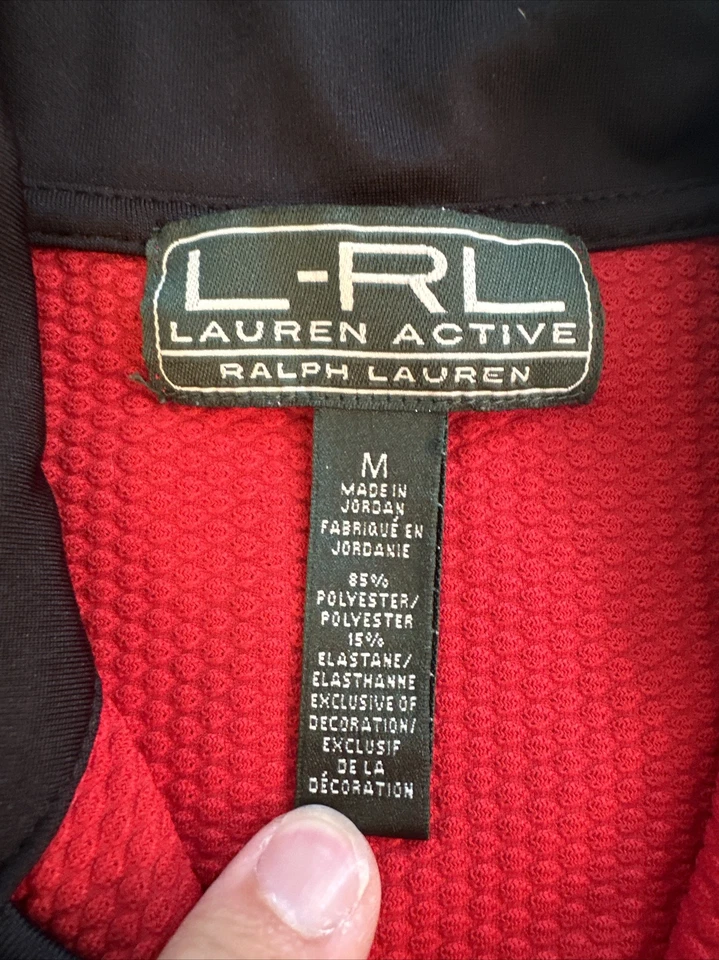 L-RL
LAUREN ACTIVE
RALPH LAUREN
M
MADE IN
JORDAN
FABRIQUÉ EN
JORDANIE
85%
POLYESTER/
POLYESTER
15%
ELASTANE/
ELASTHANNE
EXCLUSIVE OF
DECORATION/
EXCLUSIF
DE LA
DÉCORATION